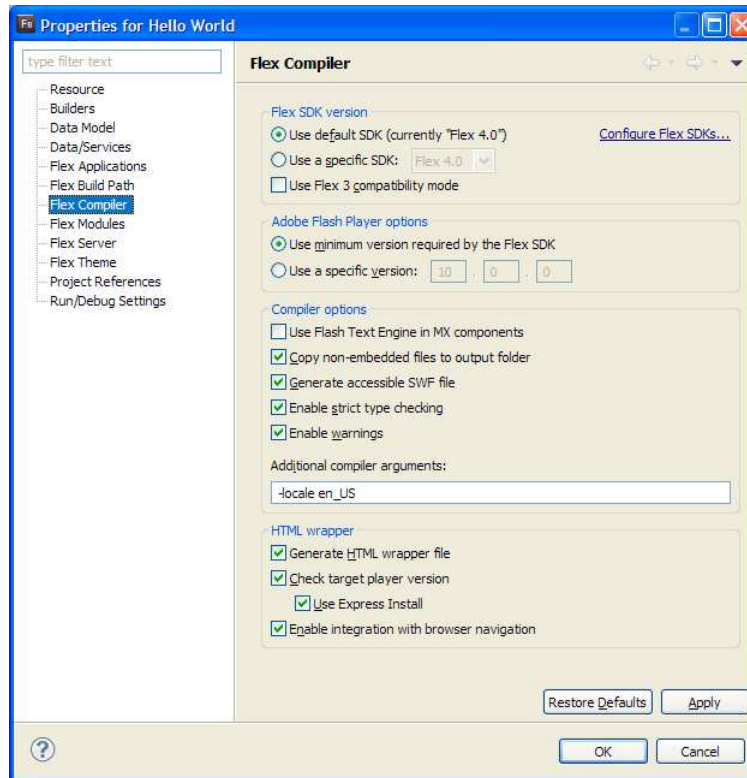 Fb Properties for Hello World
type filter text
Resource
Builders
Data Model
Data/Services
Flex Applications
Flex Build Path
Flex Compiler
Flex Modules
Flex Server
Flex Theme
Project References
Run/Debug Settings
Flex Compiler
Flex SDK version
Use default SDK (currently "Flex 4.0")
Configure Flex SDKs...
Use a specific SDK: Flex 4.0
Use Flex 3 compatibility mode
Adobe Flash Player options
Use minimum version required by the Flex SDK
Use a specific version: 10 . 0 . 0
Compiler options
Use Flash Text Engine in MX components
Copy non-embedded files to output folder
Generate accessible SWF file
Enable strict type checking
Enable warnings
Additional compiler arguments:
-locale en_US
HTML wrapper
Generate HTML wrapper file
Check target player version
Use Express Install
Enable integration with browser navigation
Restore Defaults Apply
? OK Cancel